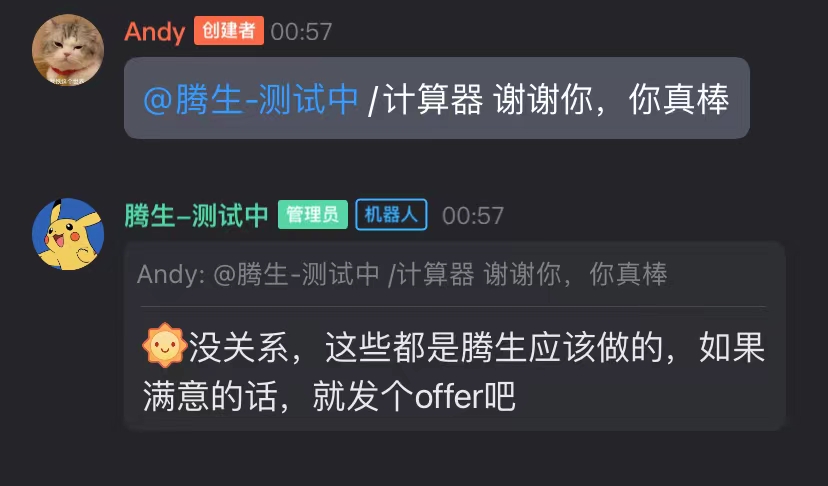 Andy 创建者 00:57
@腾生-测试中 /计算器 谢谢你，你真棒
腾生-测试中 管理员 机器人 00:57
Andy: @腾生-测试中 /计算器 谢谢你，你真棒
没关系，这些都是腾生应该做的，如果
满意的话，就发个offer吧